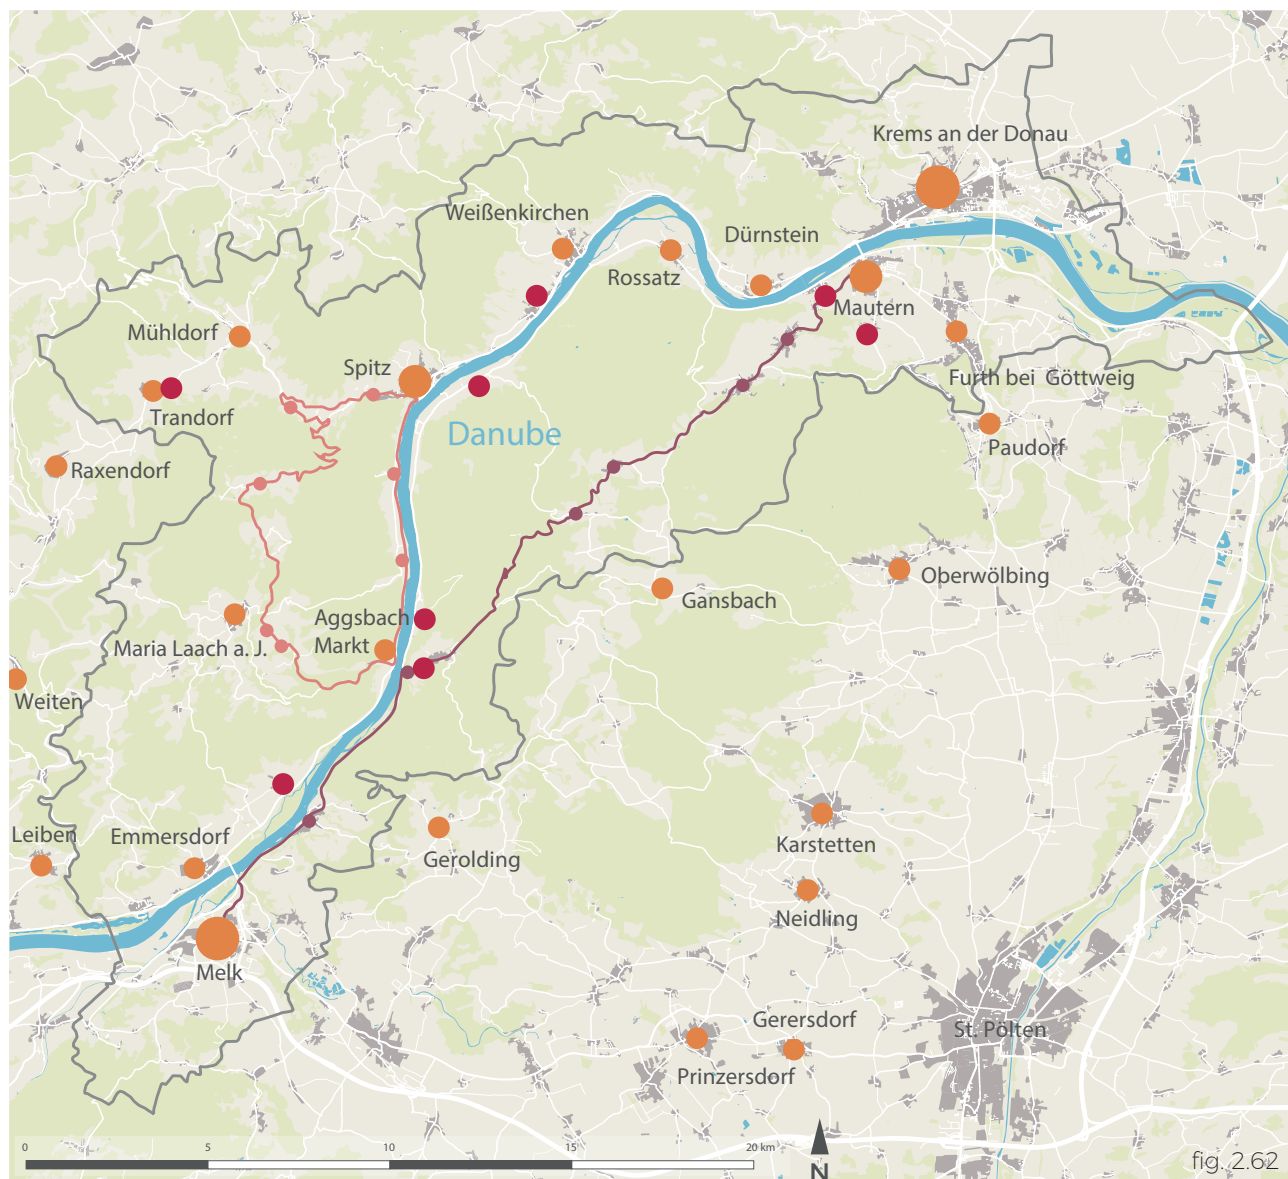 Krems an der Donau
Weißenkirchen
Dürnstein
Rossatz
Mautern
Mühldorf
Spitz
Furth bei Göttweig
Trandorf
Danube
Paudorf
Raxendorf
Oberwölbing
Gansbach
Aggsbach
Markt
Maria Laach a. J.
Weiten
Leiben
Emmersdorf
Gerolding
Karstetten
Neidling
Melk
Gerersdorf
St. Pölten
Prinzersdorf
0 5 10 15 20 km
N
fig. 2.62